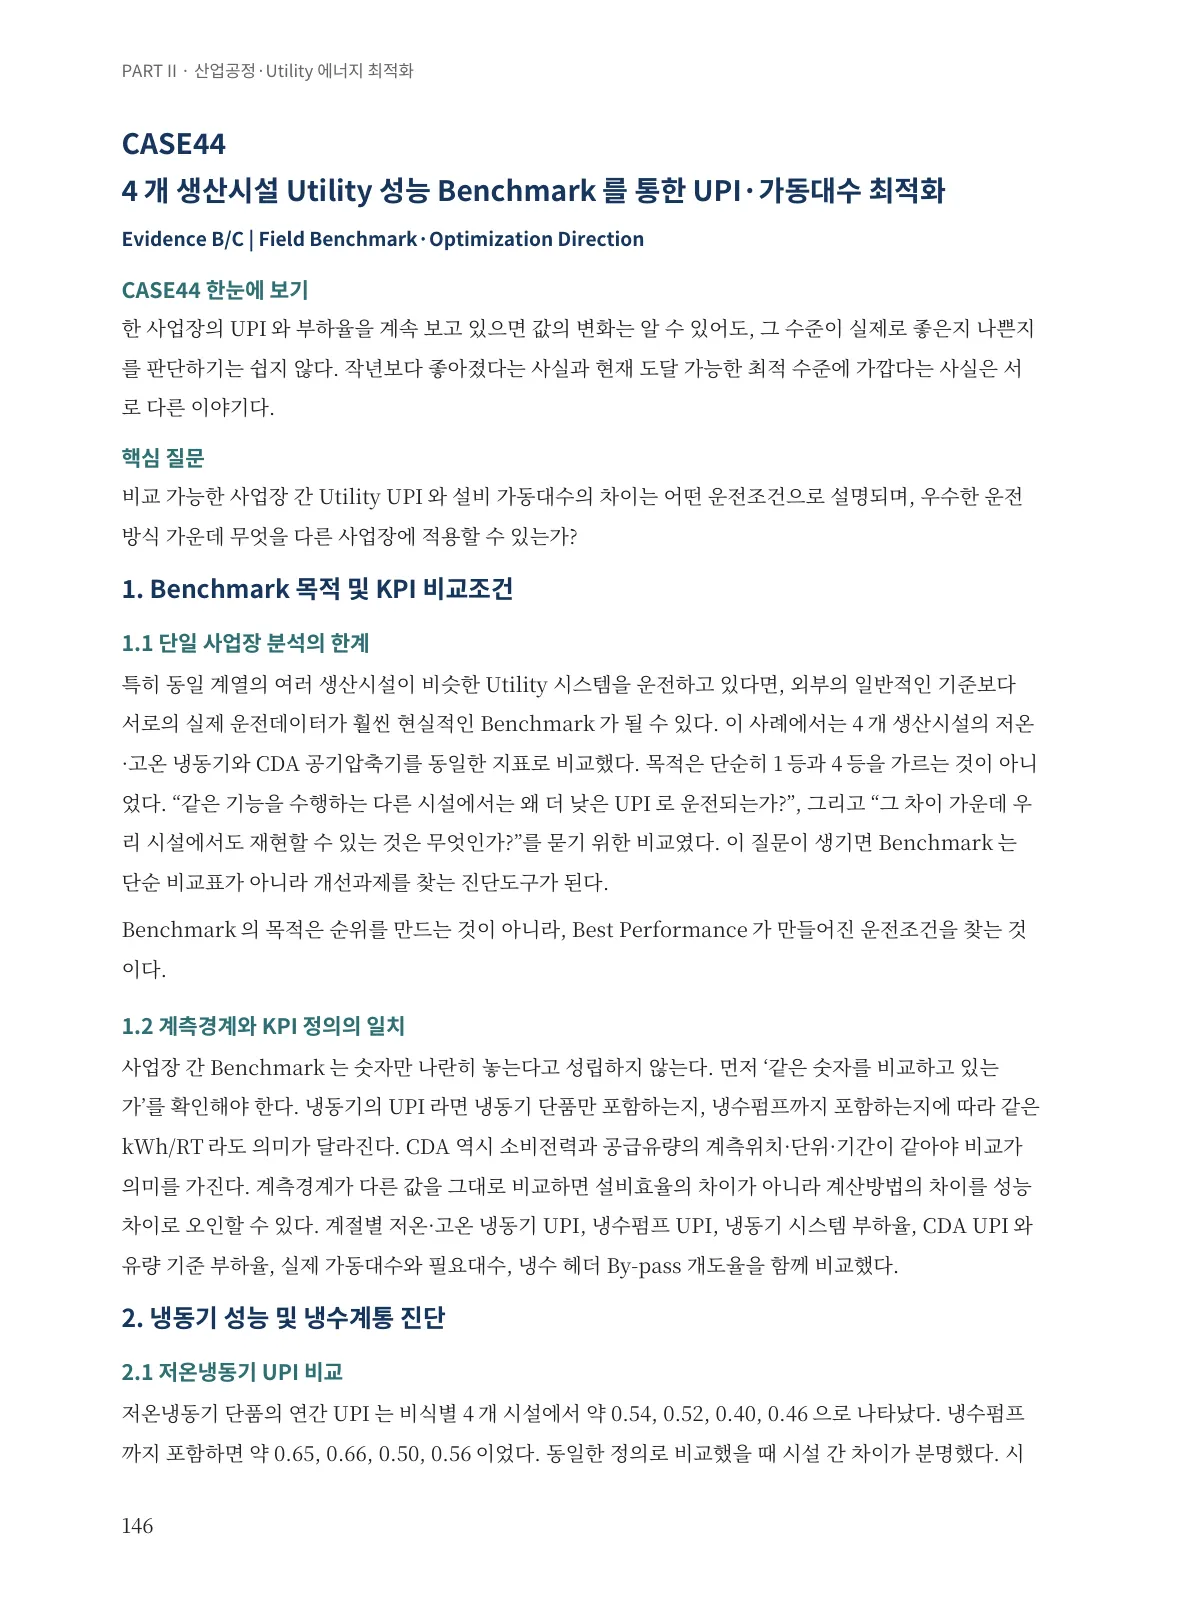 PART II · 산업공정·Utility 에너지 최적화
CASE44
4 개 생산시설 Utility 성능 Benchmark 를 통한 UPI·가동대수 최적화
Evidence B/C | Field Benchmark·Optimization Direction
CASE44 한눈에 보기
한 사업장의 UPI 와 부하율을 계속 보고 있으면 값의 변화는 알 수 있어도, 그 수준이 실제로 좋은지 나쁜지
를 판단하기는 쉽지 않다. 작년보다 좋아졌다는 사실과 현재 도달 가능한 최적 수준에 가깝다는 사실은 서
로 다른 이야기다.
핵심 질문
비교 가능한 사업장 간 Utility UPI 와 설비 가동대수의 차이는 어떤 운전조건으로 설명되며, 우수한 운전
방식 가운데 무엇을 다른 사업장에 적용할 수 있는가?
1. Benchmark 목적 및 KPI 비교조건
1.1 단일 사업장 분석의 한계
특히 동일 계열의 여러 생산시설이 비슷한 Utility 시스템을 운전하고 있다면, 외부의 일반적인 기준보다
서로의 실제 운전데이터가 훨씬 현실적인 Benchmark 가 될 수 있다. 이 사례에서는 4 개 생산시설의 저온
·고온 냉동기와 CDA 공기압축기를 동일한 지표로 비교했다. 목적은 단순히 1 등과 4 등을 가르는 것이 아니
었다. “같은 기능을 수행하는 다른 시설에서는 왜 더 낮은 UPI 로 운전되는가?”, 그리고 “그 차이 가운데 우
리 시설에서도 재현할 수 있는 것은 무엇인가?”를 묻기 위한 비교였다. 이 질문이 생기면 Benchmark 는
단순 비교표가 아니라 개선과제를 찾는 진단도구가 된다.
Benchmark 의 목적은 순위를 만드는 것이 아니라, Best Performance 가 만들어진 운전조건을 찾는 것
이다.
1.2 계측경계와 KPI 정의의 일치
사업장 간 Benchmark 는 숫자만 나란히 놓는다고 성립하지 않는다. 먼저 ‘같은 숫자를 비교하고 있는
가’를 확인해야 한다. 냉동기의 UPI 라면 냉동기 단품만 포함하는지, 냉수펌프까지 포함하는지에 따라 같은
kWh/RT 라도 의미가 달라진다. CDA 역시 소비전력과 공급유량의 계측위치·단위·기간이 같아야 비교가
의미를 가진다. 계측경계가 다른 값을 그대로 비교하면 설비효율의 차이가 아니라 계산방법의 차이를 성능
차이로 오인할 수 있다. 계절별 저온·고온 냉동기 UPI, 냉수펌프 UPI, 냉동기 시스템 부하율, CDA UPI 와
유량 기준 부하율, 실제 가동대수와 필요대수, 냉수 헤더 By-pass 개도율을 함께 비교했다.
2. 냉동기 성능 및 냉수계통 진단
2.1 저온냉동기 UPI 비교
저온냉동기 단품의 연간 UPI 는 비식별 4 개 시설에서 약 0.54, 0.52, 0.40, 0.46 으로 나타났다. 냉수펌프
까지 포함하면 약 0.65, 0.66, 0.50, 0.56 이었다. 동일한 정의로 비교했을 때 시설 간 차이가 분명했다. 시
146